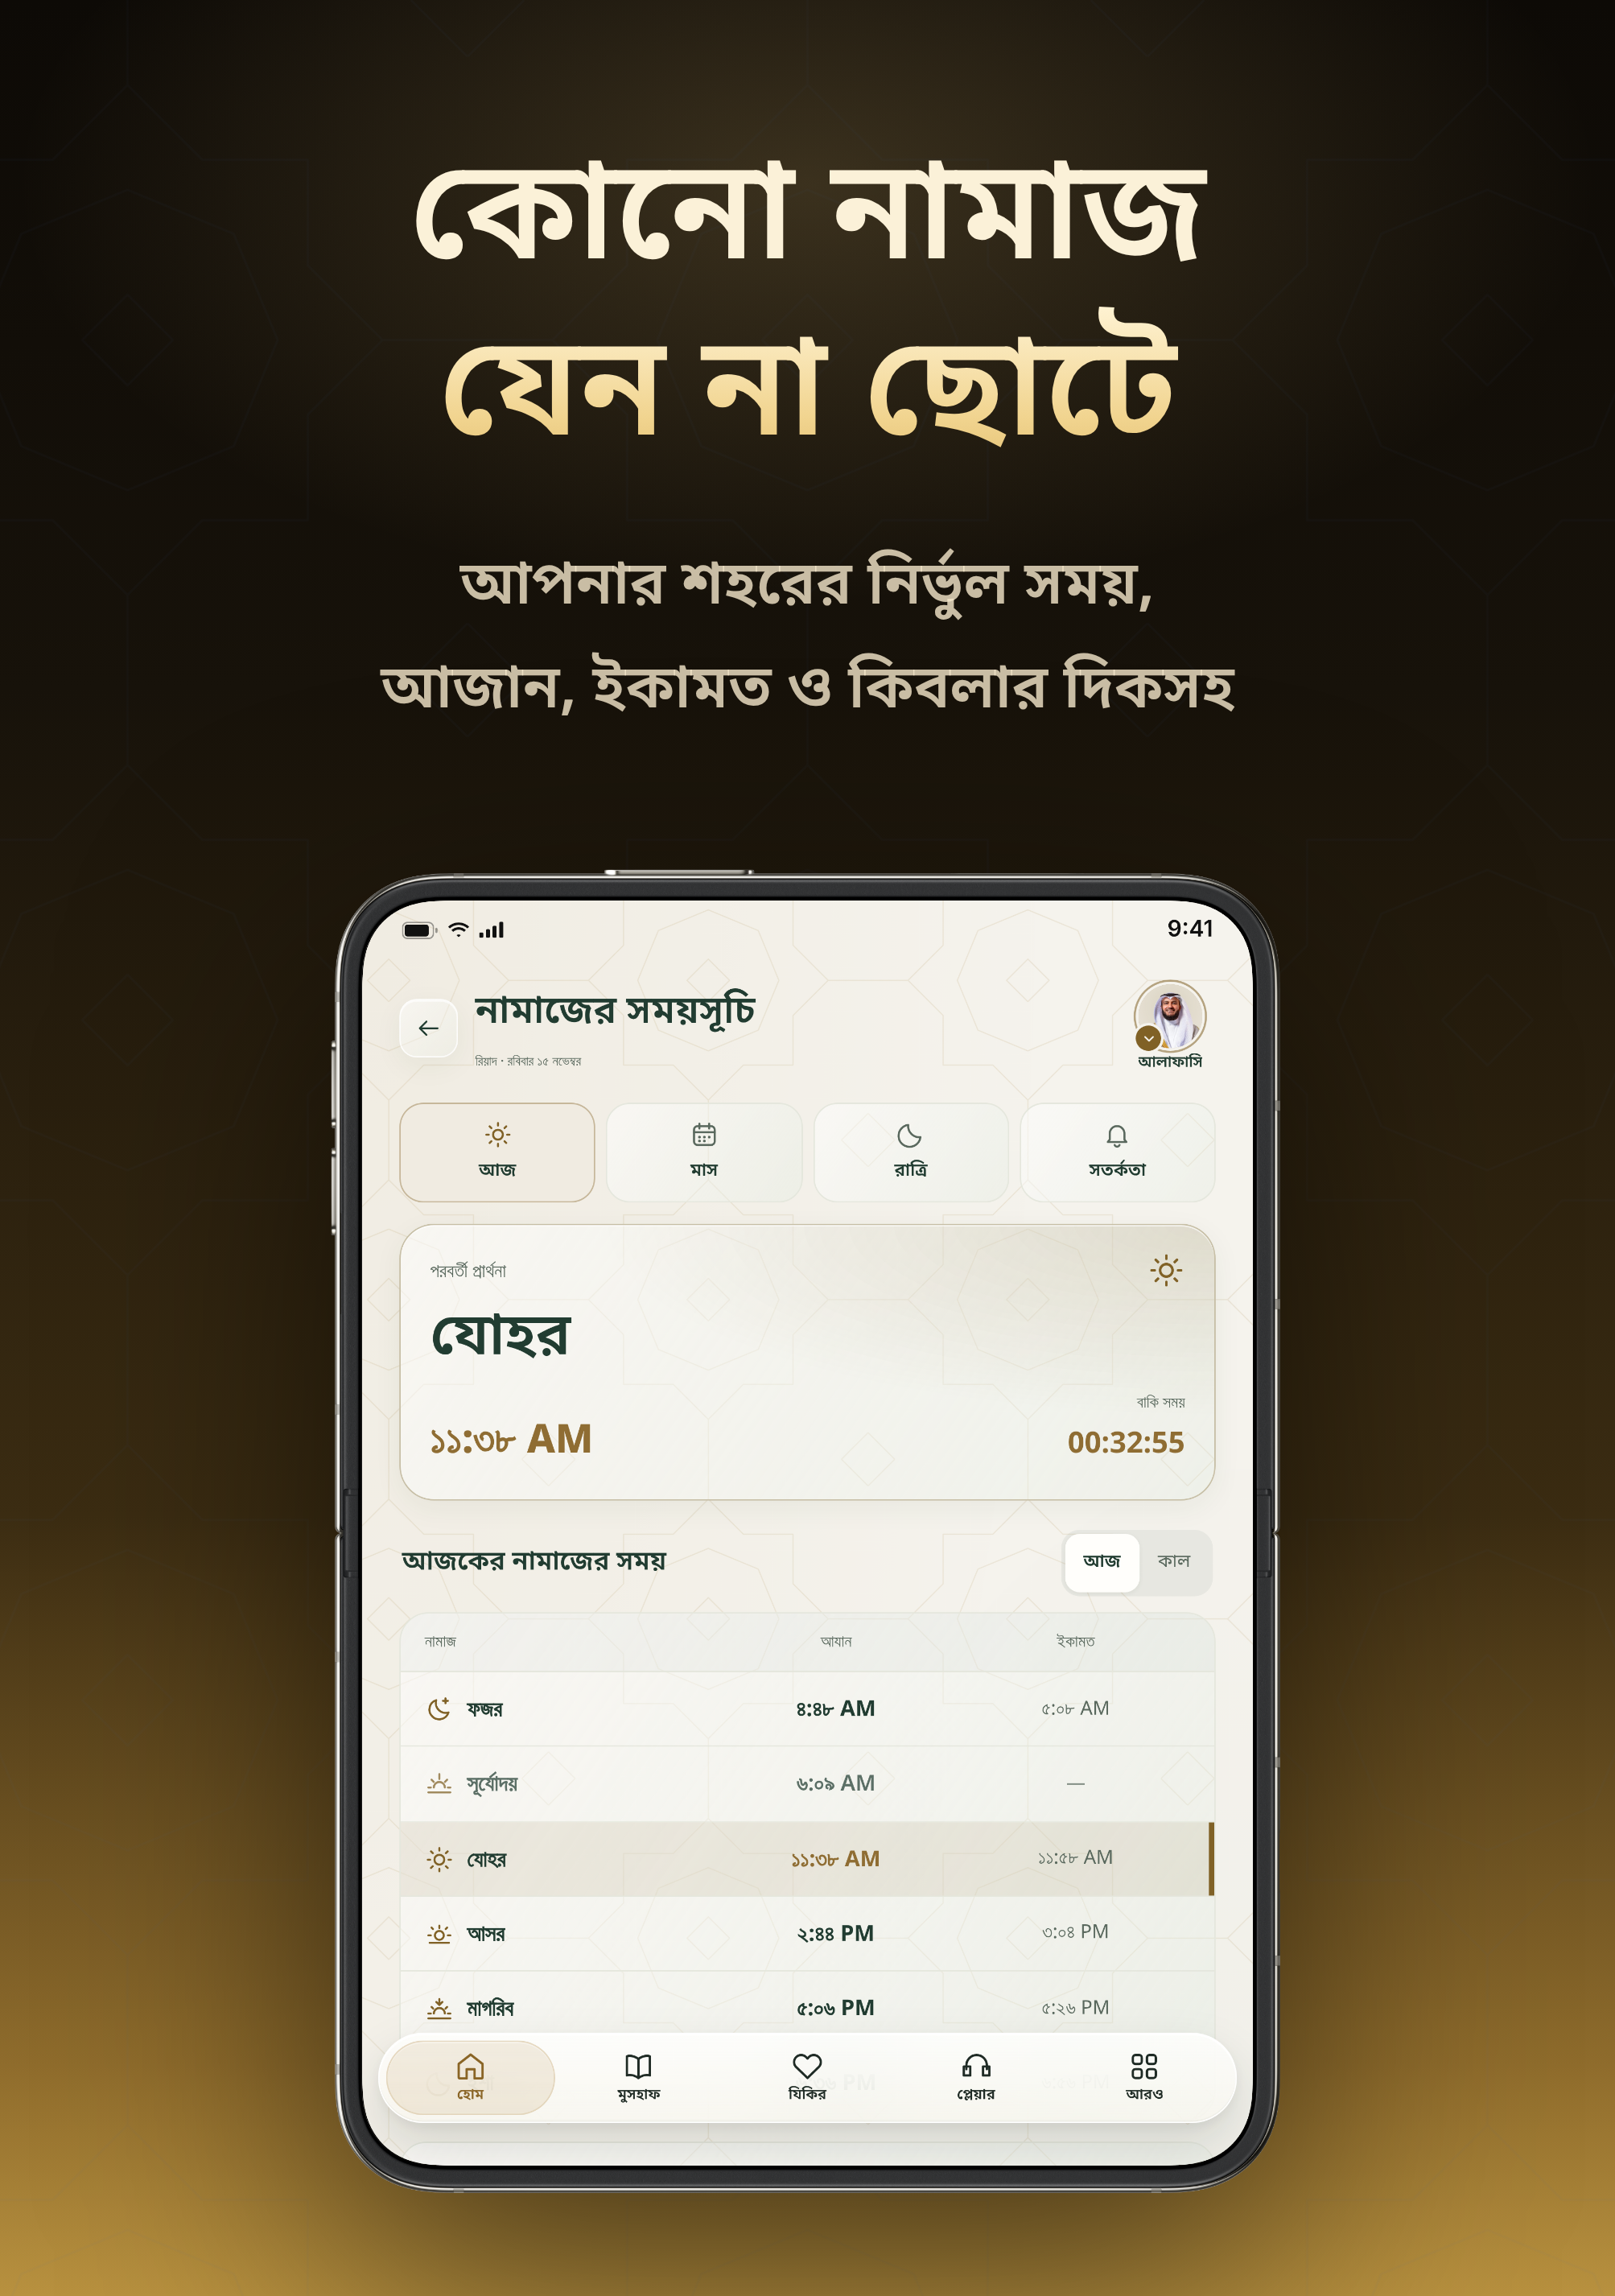 কোনো নামাজ
যেন না ছোটে
আপনার শহরের নির্ভুল সময়,
আজান, ইকামত ও কিবলার দিকসহ
9:41
নামাজের সময়সূচি
রিয়াদ · রবিবার ১৫ নভেম্বর
আলাফাসি
আজ মাস রাত্রি সতর্কতা
পরবর্তী প্রার্থনা
যোহর
বাকি সময়
১১:৩৮ AM 00:32:55
আজকের নামাজের সময় আজ কাল
নামাজ আযান ইকামত
ফজর ৪:৪৮ AM ৫:০৮ AM
সূর্যোদয় ৬:০৯ AM —
যোহর ১১:৩৮ AM ১১:৫৮ AM
আসর ২:৪৪ PM ৩:০৪ PM
মাগরিব ৫:০৬ PM ৫:২৬ PM
হোম মুসহাফ যিকির প্লেয়ার আরও